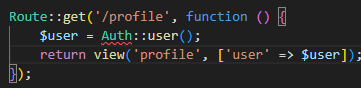 Route::get('/profile', function () {
    $user = Auth::user();
    return view('profile', ['user' => $user]);
});